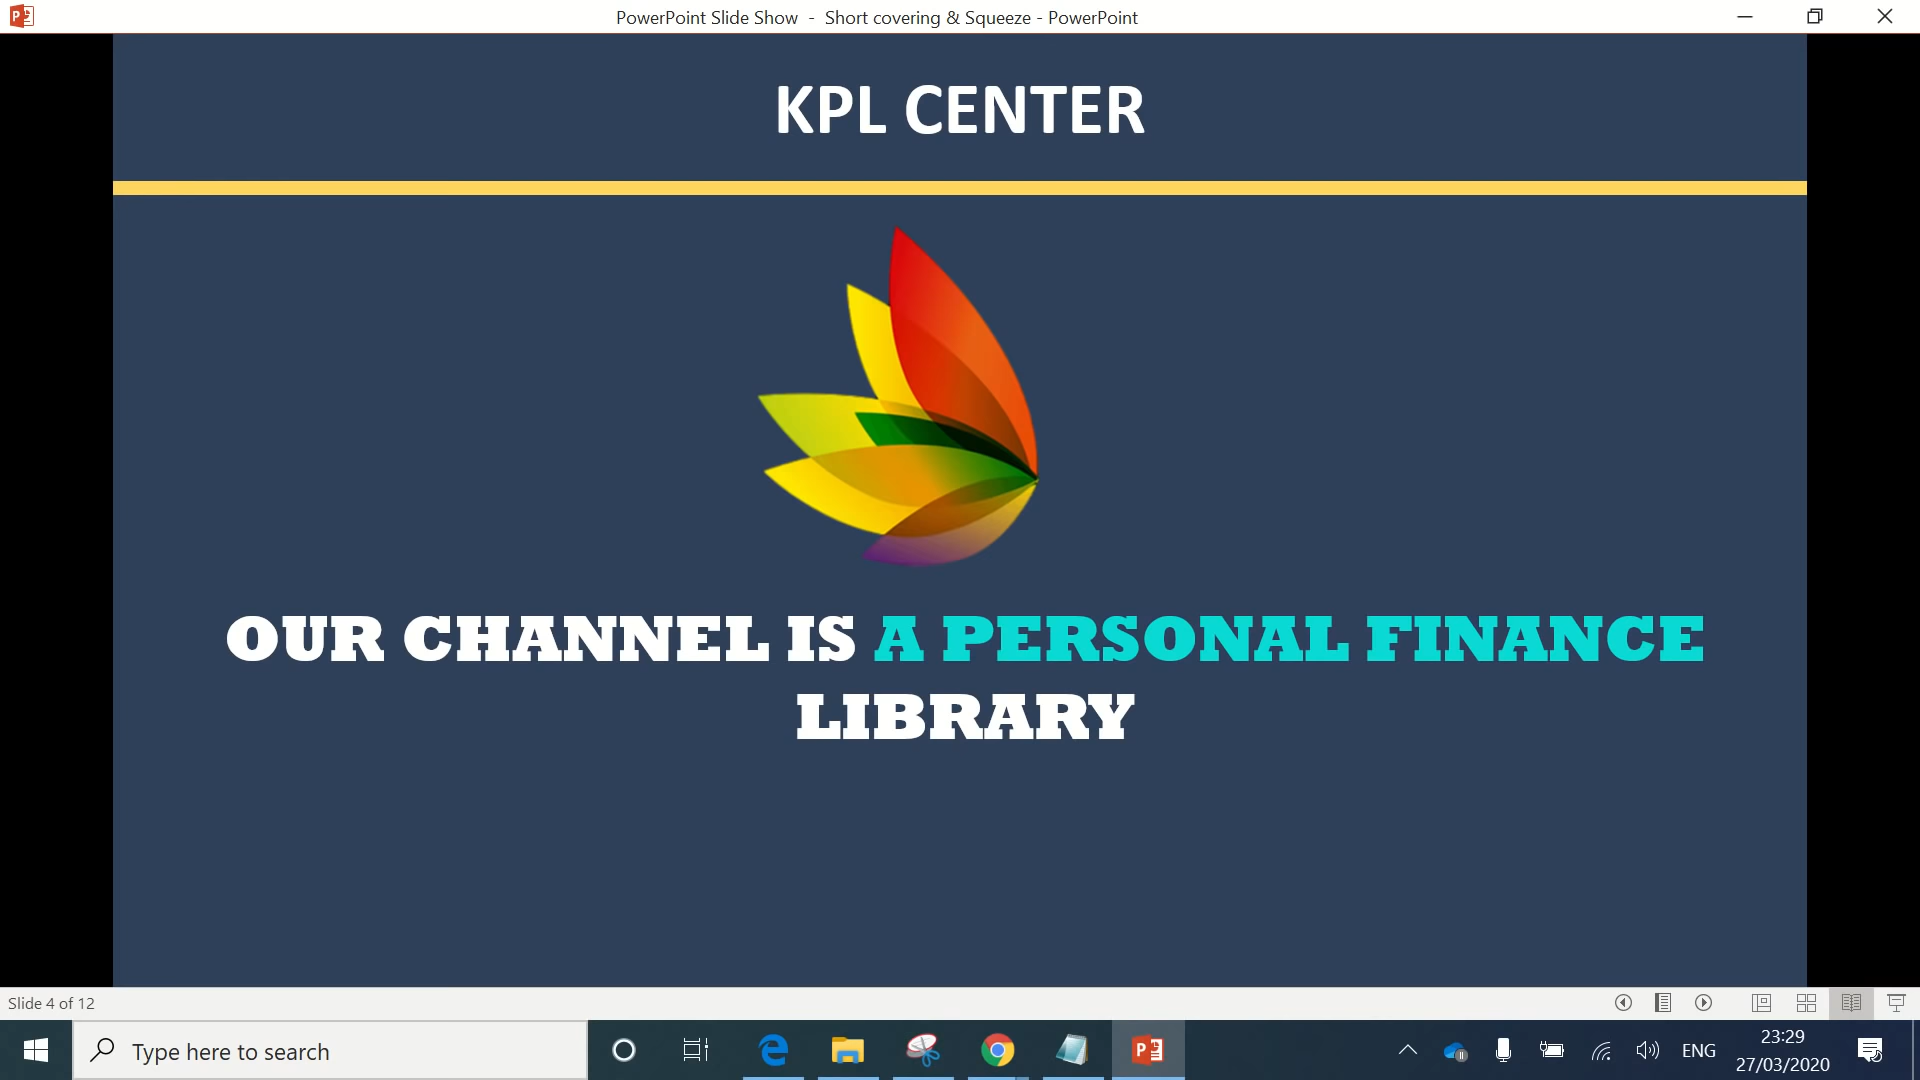 PowerPoint Slide Show - Short covering & Squeeze - PowerPoint
KPL CENTER
OUR CHANNEL IS A PERSONAL FINANCE
LIBRARY
Slide 4 of 12
Type here to search
ENG
23:29
27/03/2020